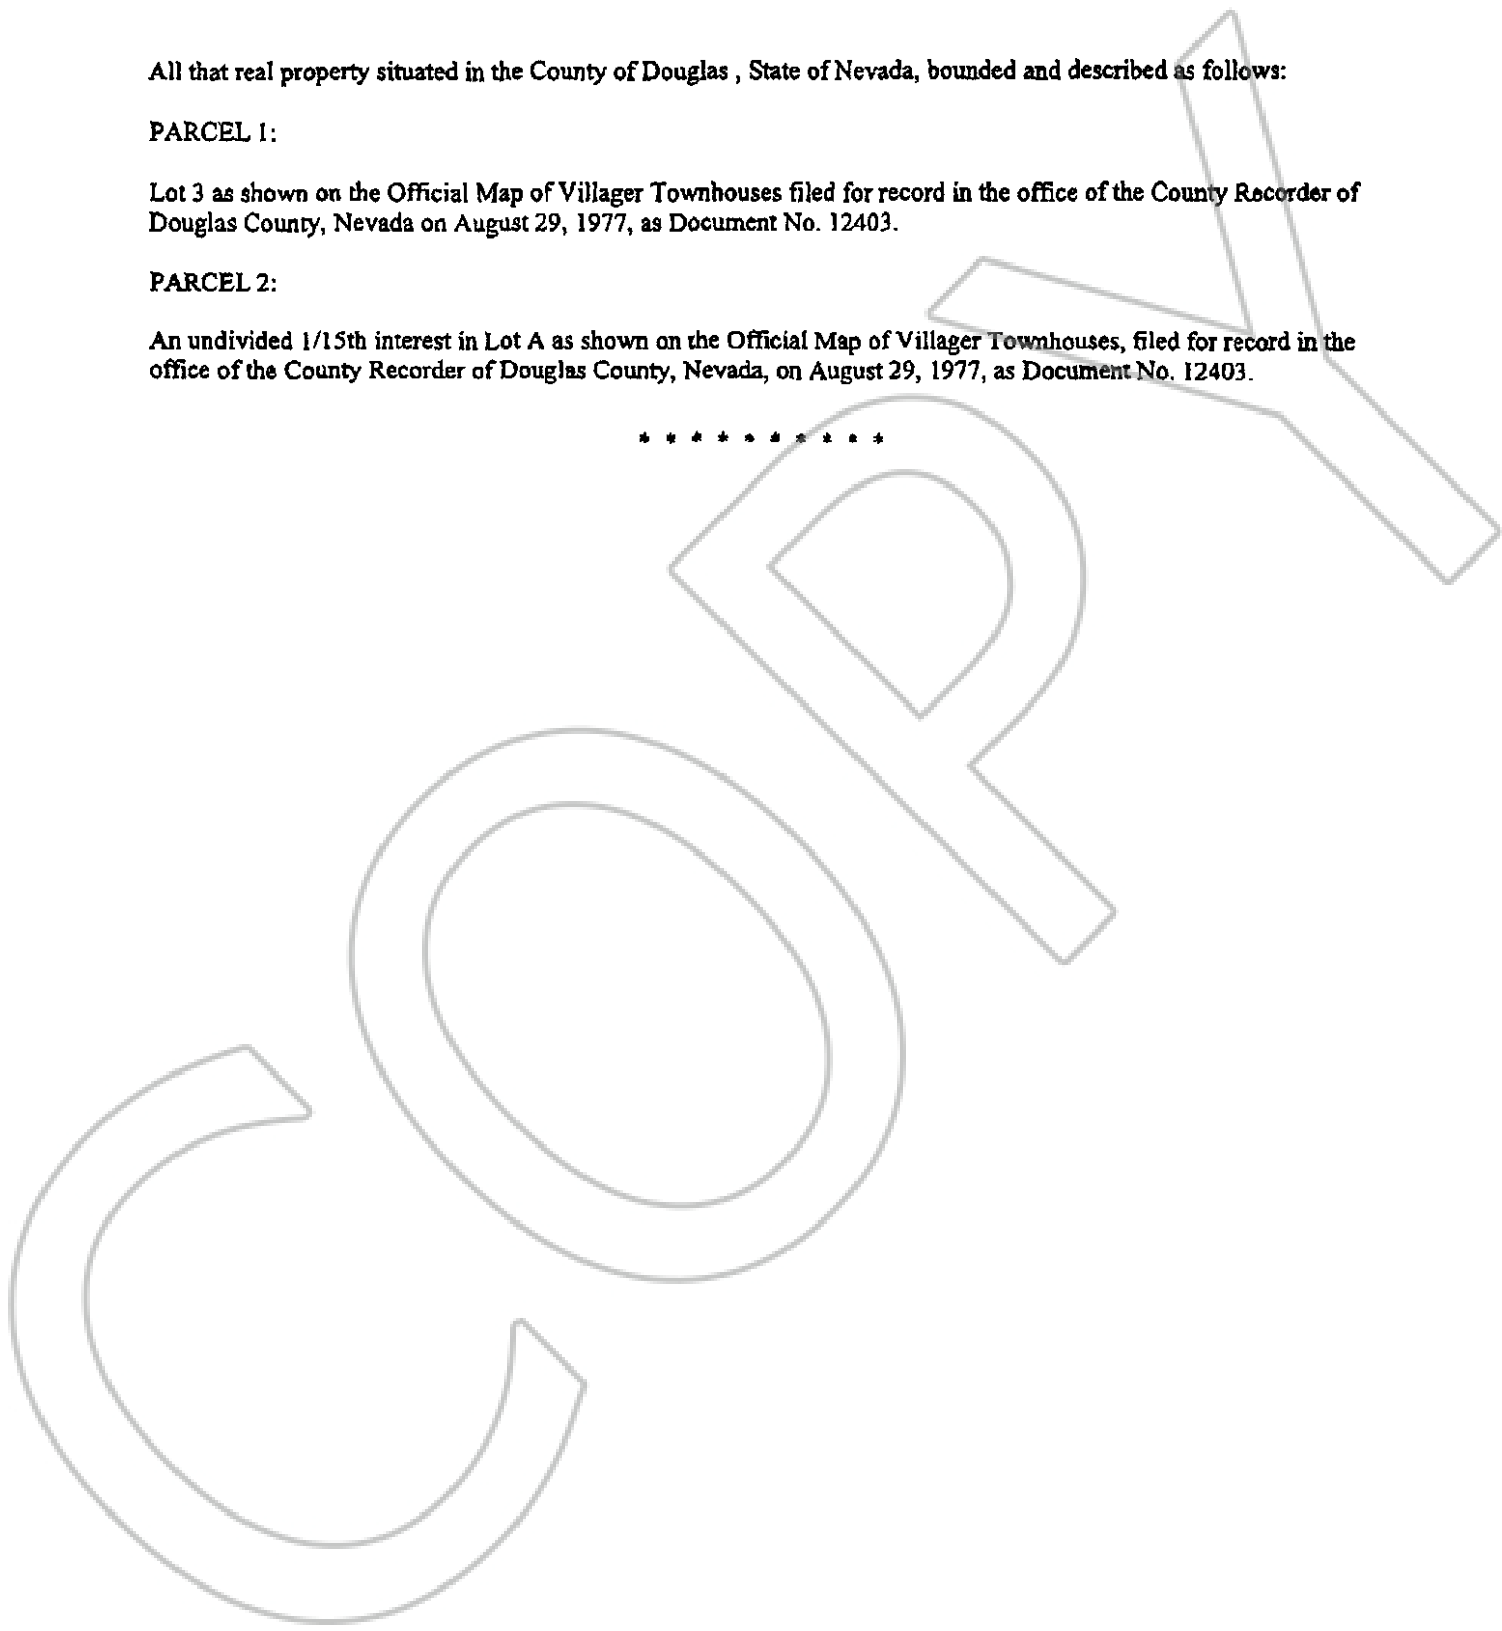 All that real property situated in the County of Douglas , State of Nevada, bounded and described as follows:
PARCEL 1:
Lot 3 as shown on the Official Map of Villager Townhouses filed for record in the office of the County Recorder of
Douglas County, Nevada on August 29, 1977, as Document No. 12403.
PARCEL 2:
An undivided 1/15th interest in Lot A as shown on the Official Map of Villager Townhouses, filed for record in the
office of the County Recorder of Douglas County, Nevada, on August 29, 1977, as Document No. 12403.
* * * * * * * * * *
COPY